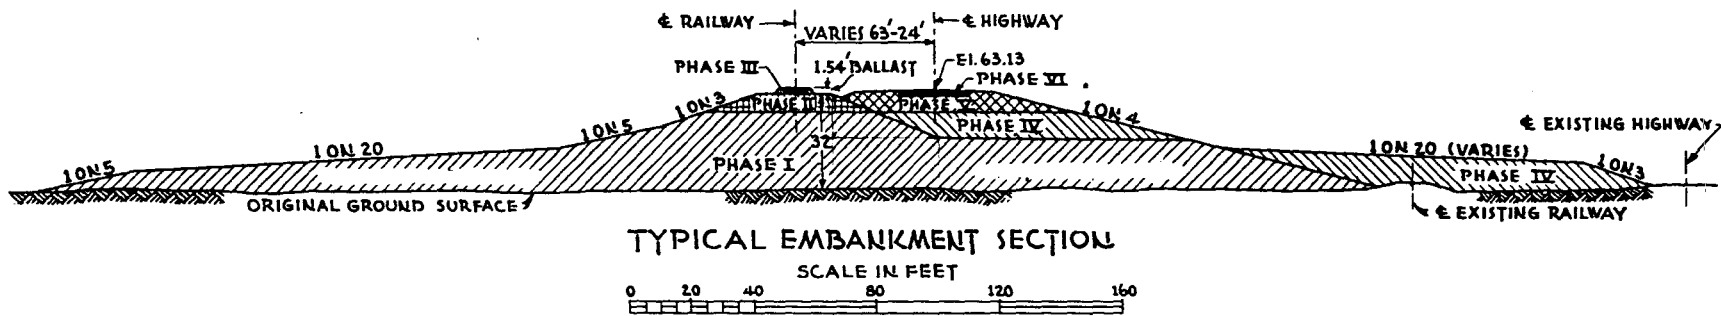 ℄ RAILWAY
℄ HIGHWAY
VARIES 63'-24'
PHASE III
1.54' BALLAST
El. 63.13
PHASE VI
1 ON 3
PHASE II
PHASE V
1 ON 4
1 ON 5
32'
PHASE IV
℄ EXISTING HIGHWAY
1 ON 20
1 ON 20 (VARIES)
1 ON 5
PHASE I
PHASE IV
1 ON 3
ORIGINAL GROUND SURFACE
℄ EXISTING RAILWAY
TYPICAL EMBANKMENT SECTION
SCALE IN FEET
0 20 40 80 120 160